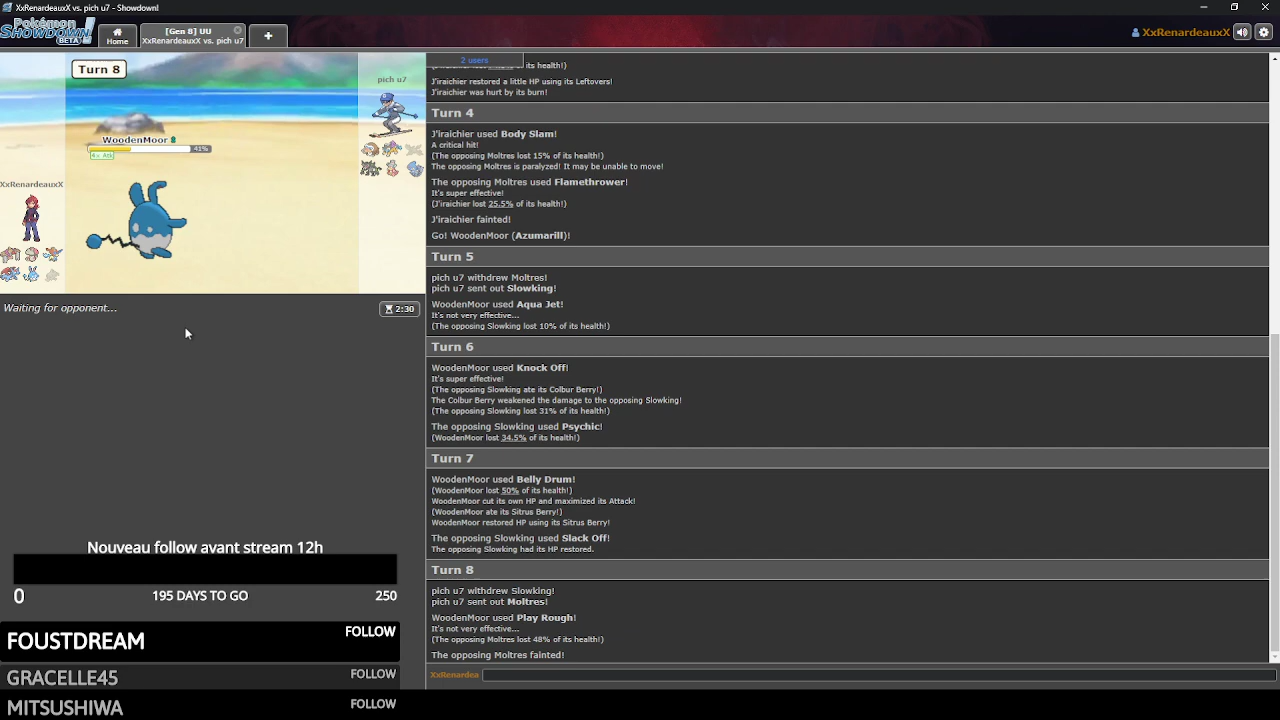 XxRenardeauxX vs. pich u7 - Showdown
Pokémon
SHOWDOWN!
BETA
Home
[Gen 8] UU
XxRenardeauxX vs. pich u7
XxRenardeauxX
2 users
Turn 8
pich u7
WoodenMoor
41%
4× Atk
XxRenardeauxX
Waiting for opponent...
2:30
of its health!)
J'iraichier restored a little HP using its Leftovers!
J'iraichier was hurt by its burn!
Turn 4
J'iraichier used Body Slam!
A critical hit!
(The opposing Moltres lost 15% of its health!)
The opposing Moltres is paralyzed! It may be unable to move!
The opposing Moltres used Flamethrower!
It's super effective!
(J'iraichier lost 25.5% of its health!)
J'iraichier fainted!
Go! WoodenMoor (Azumarill)!
Turn 5
pich u7 withdrew Moltres!
pich u7 sent out Slowking!
WoodenMoor used Aqua Jet!
It's not very effective...
(The opposing Slowking lost 10% of its health!)
Turn 6
WoodenMoor used Knock Off!
It's super effective!
(The opposing Slowking ate its Colbur Berry!)
The Colbur Berry weakened the damage to the opposing Slowking!
(The opposing Slowking lost 31% of its health!)
The opposing Slowking used Psychic!
(WoodenMoor lost 34.5% of its health!)
Turn 7
WoodenMoor used Belly Drum!
(WoodenMoor lost 50% of its health!)
WoodenMoor cut its own HP and maximized its Attack!
(WoodenMoor ate its Sitrus Berry!)
WoodenMoor restored HP using its Sitrus Berry!
The opposing Slowking used Slack Off!
The opposing Slowking had its HP restored.
Turn 8
pich u7 withdrew Slowking!
pich u7 sent out Moltres!
WoodenMoor used Play Rough!
It's not very effective...
(The opposing Moltres lost 48% of its health!)
The opposing Moltres fainted!
XxRenardea
Nouveau follow avant stream 12h
0
195 DAYS TO GO
250
FOUSTDREAM
FOLLOW
GRACELLE45
FOLLOW
MITSUSHIWA
FOLLOW